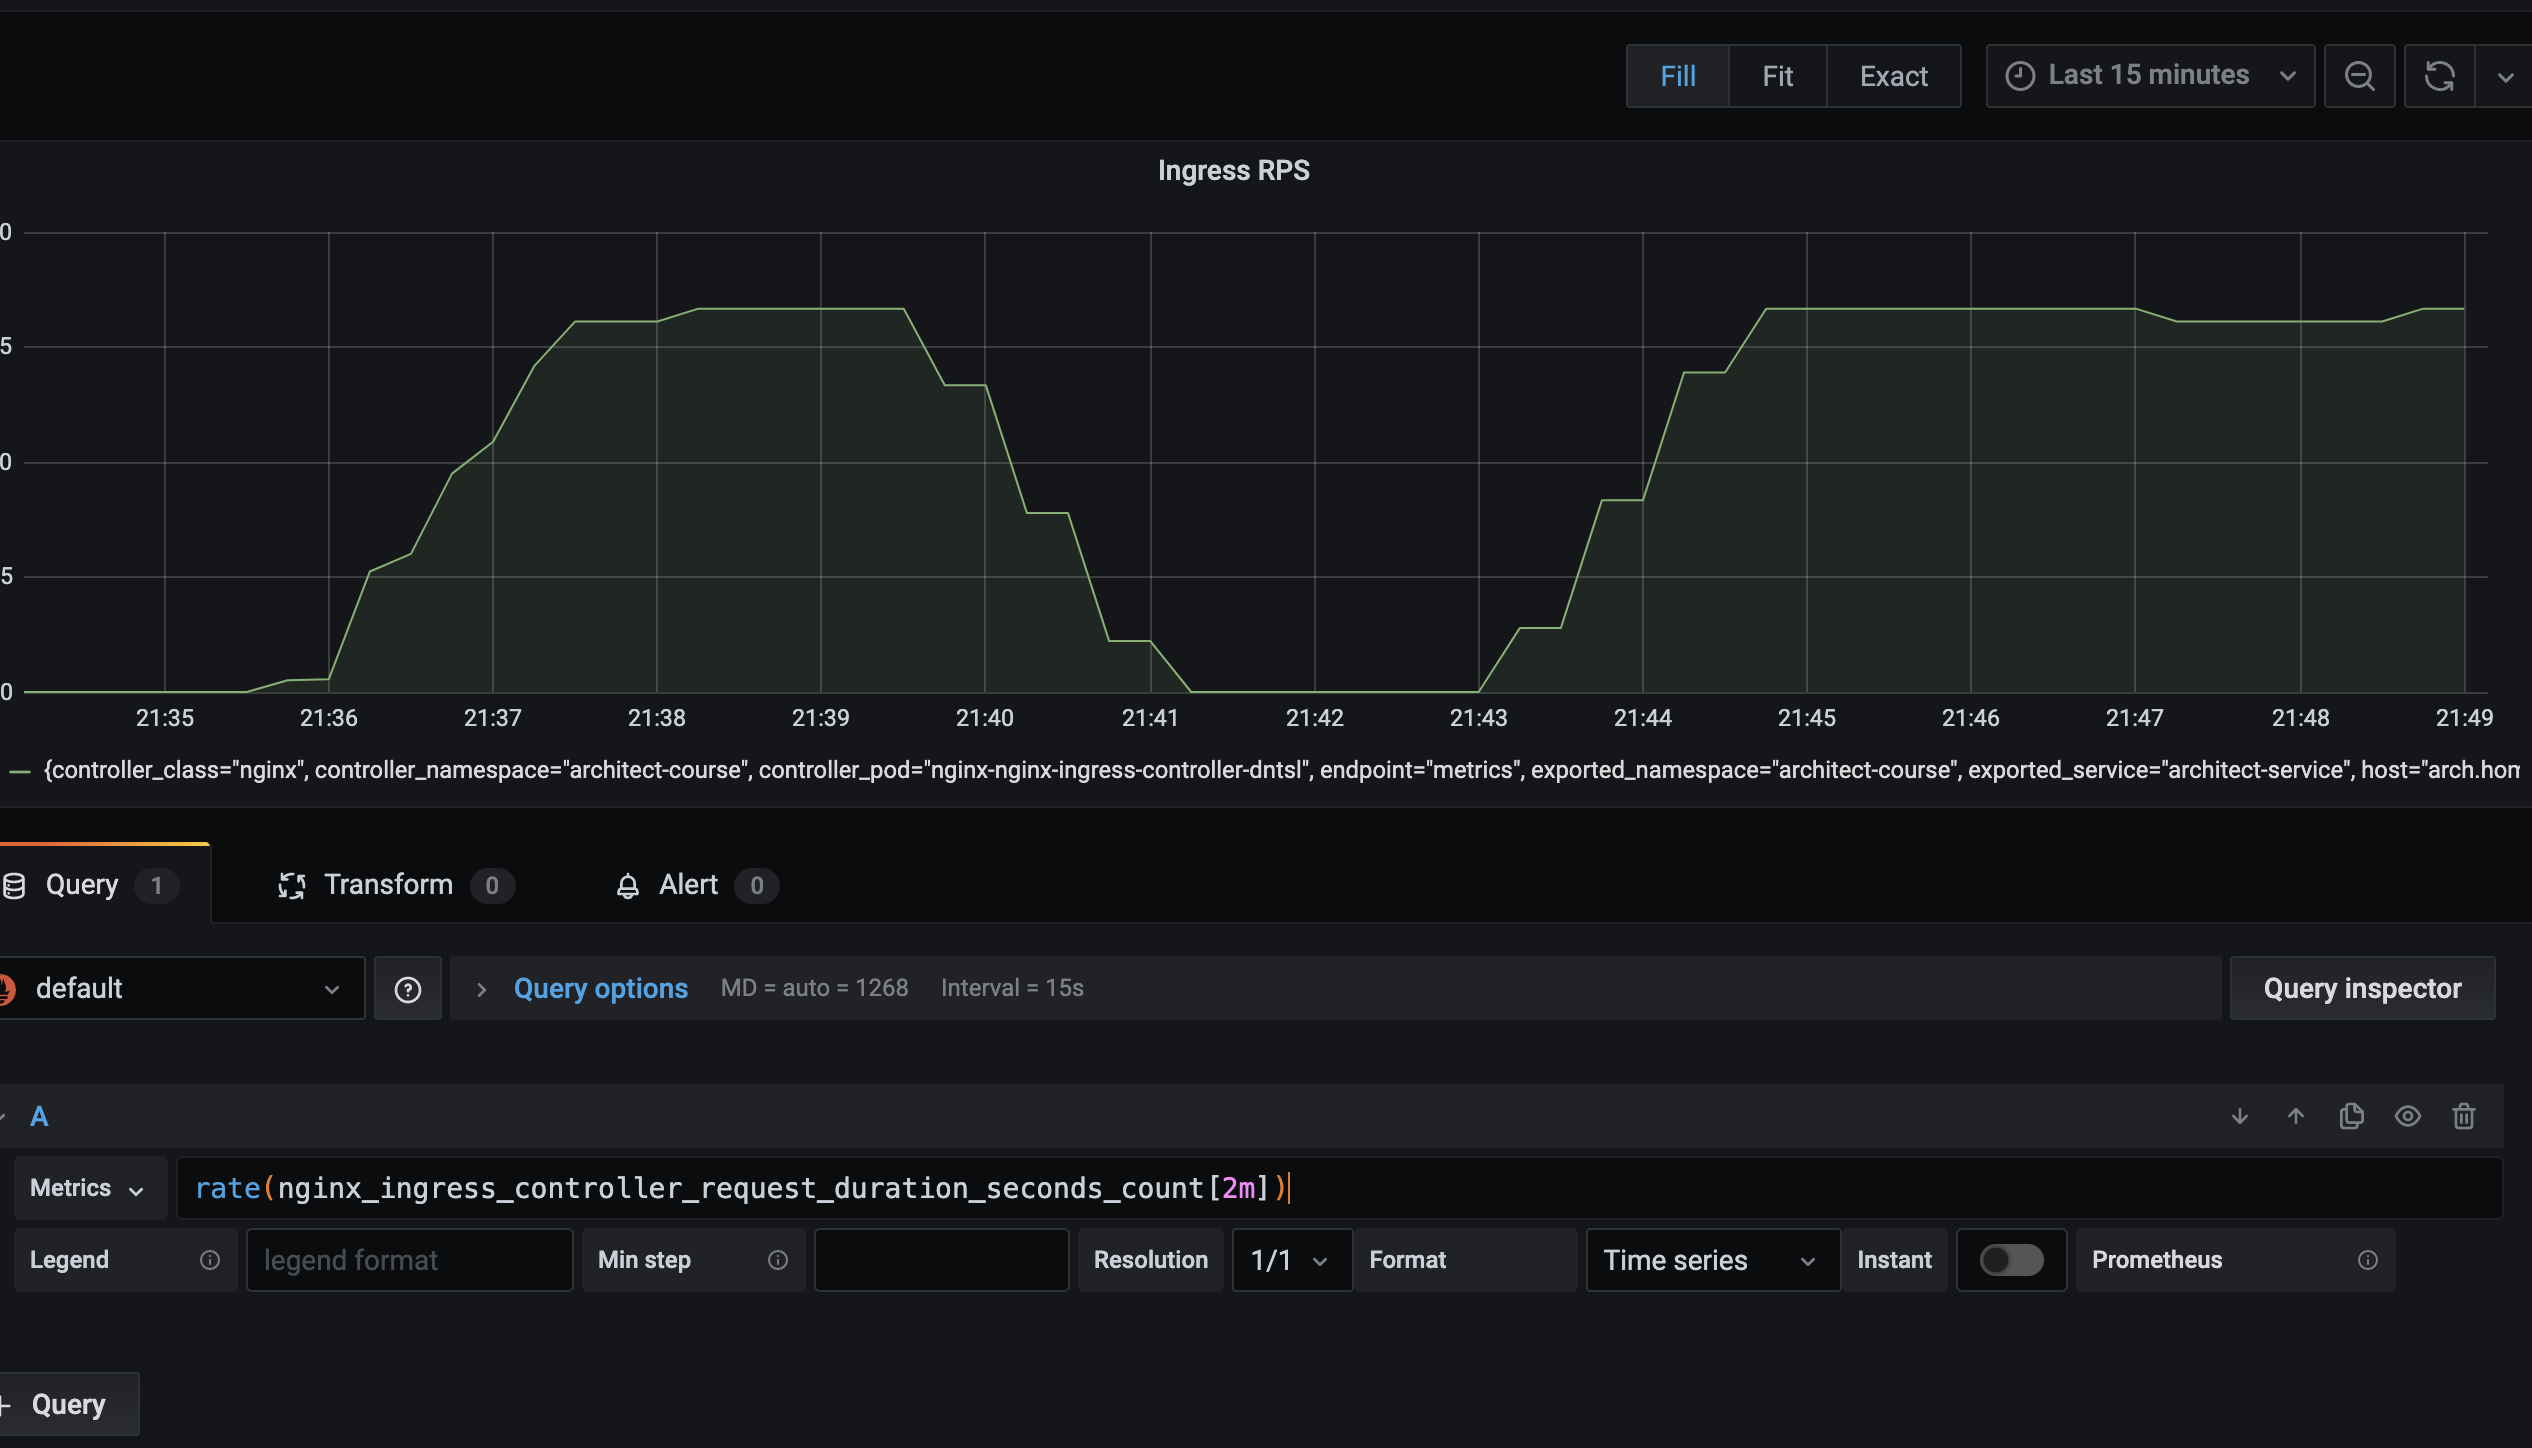 Fill Fit Exact Last 15 minutes
Ingress RPS
0
5
0
5
0
21:35 21:36 21:37 21:38 21:39 21:40 21:41 21:42 21:43 21:44 21:45 21:46 21:47 21:48 21:49
{controller_class="nginx", controller_namespace="architect-course", controller_pod="nginx-nginx-ingress-controller-dntsl", endpoint="metrics", exported_namespace="architect-course", exported_service="architect-service", host="arch.hom
Query 1 Transform 0 Alert 0
default Query options MD = auto = 1268 Interval = 15s Query inspector
A
Metrics rate(nginx_ingress_controller_request_duration_seconds_count[2m])
Legend legend format Min step Resolution 1/1 Format Time series Instant Prometheus
+ Query